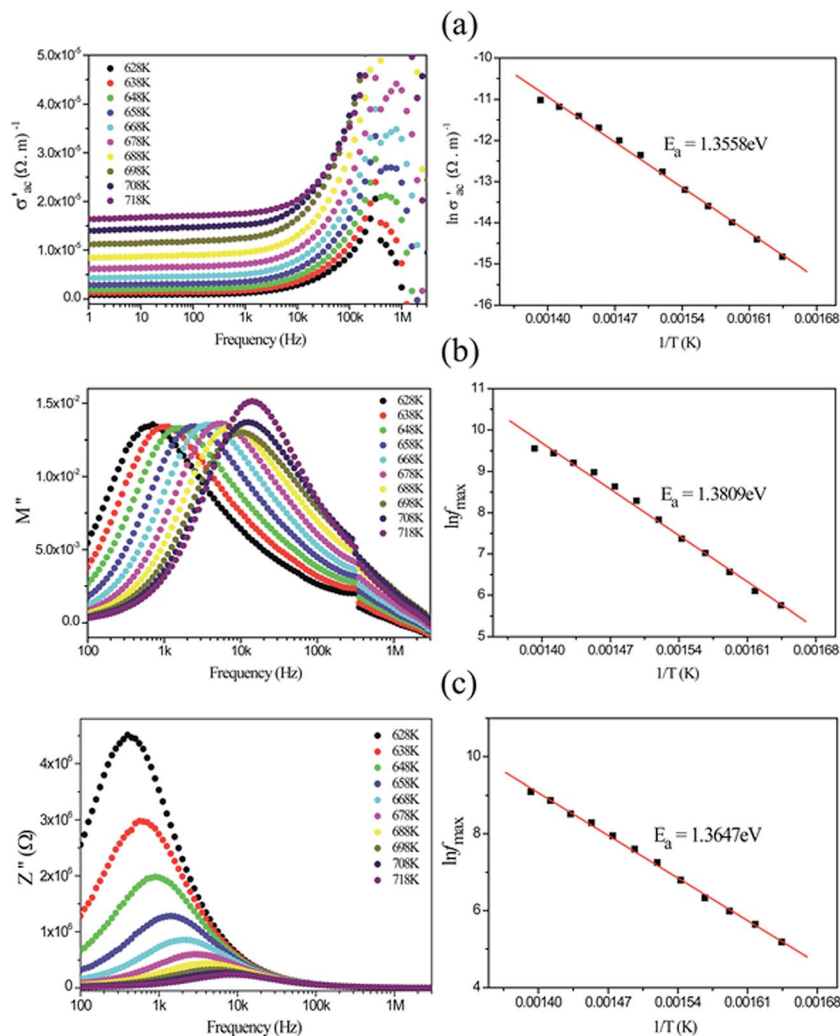 (a)
5.0x10⁻⁵
4.0x10⁻⁵
3.0x10⁻⁵
2.0x10⁻⁵
1.0x10⁻⁵
0.0
σ'ac (Ω . m)⁻¹
628K
638K
648K
658K
668K
678K
688K
698K
708K
718K
1 10 100 1k 10k 100k 1M
Frequency (Hz)
-10
-11
-12
-13
-14
-15
-16
ln σ'ac (Ω . m)⁻¹
Ea = 1.3558eV
0.00140 0.00147 0.00154 0.00161 0.00168
1/T (K)
(b)
1.5x10⁻²
1.0x10⁻²
5.0x10⁻³
0.0
M"
628K
638K
648K
658K
668K
678K
688K
698K
708K
718K
100 1k 10k 100k 1M
Frequency (Hz)
11
10
9
8
7
6
5
lnfmax
Ea = 1.3809eV
0.00140 0.00147 0.00154 0.00161 0.00168
1/T (K)
(c)
4x10⁶
3x10⁶
2x10⁶
1x10⁶
0
Z" (Ω)
628K
638K
648K
658K
668K
678K
688K
698K
708K
718K
100 1k 10k 100k 1M
Frequency (Hz)
10
8
6
4
lnfmax
Ea = 1.3647eV
0.00140 0.00147 0.00154 0.00161 0.00168
1/T (K)